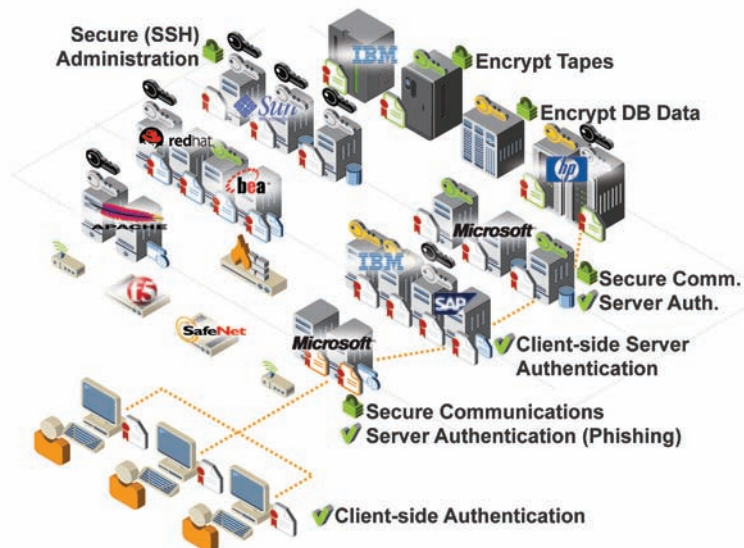 Secure (SSH)
Administration
IBM
Encrypt Tapes
Sun
Encrypt DB Data
redhat
hp
bea
APACHE
Microsoft
IBM
f5
SAP
Secure Comm.
Server Auth.
SafeNet
Microsoft
Client-side Server
Authentication
Secure Communications
Server Authentication (Phishing)
Client-side Authentication